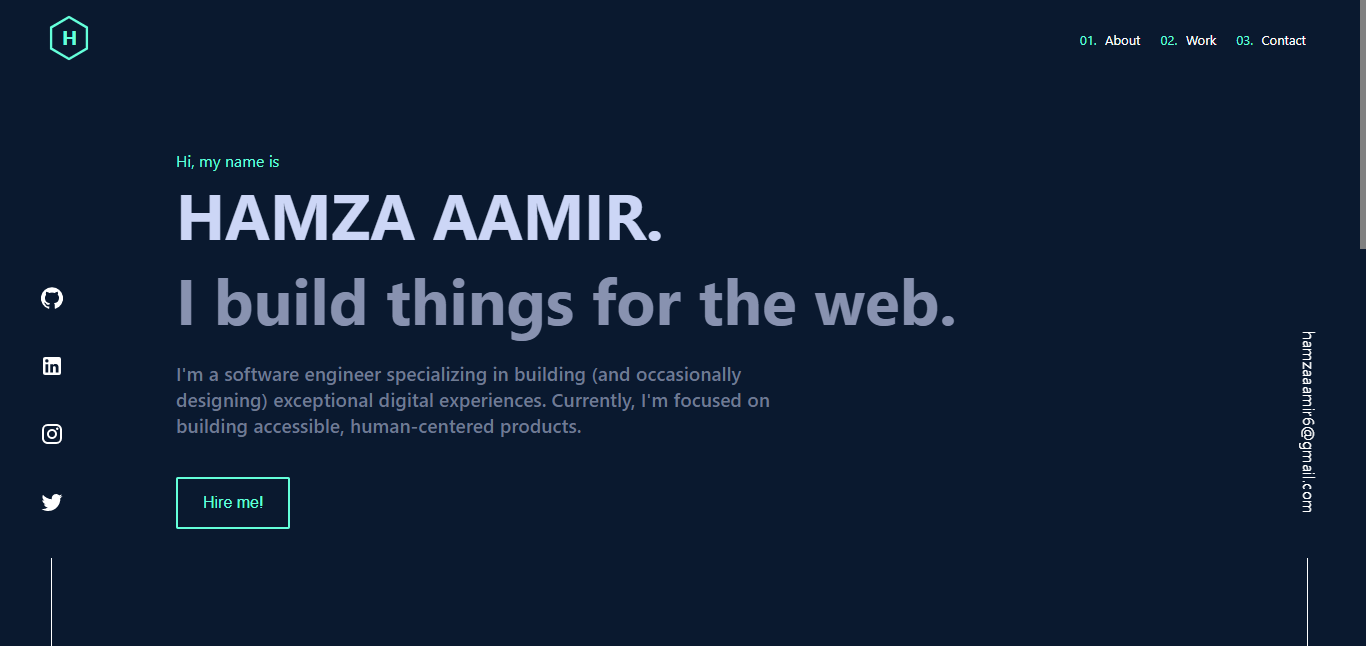 H
01. About 02. Work 03. Contact
Hi, my name is
HAMZA AAMIR.
I build things for the web.
I'm a software engineer specializing in building (and occasionally
designing) exceptional digital experiences. Currently, I'm focused on
building accessible, human-centered products.
Hire me!
in
hamzaaamir6@gmail.com